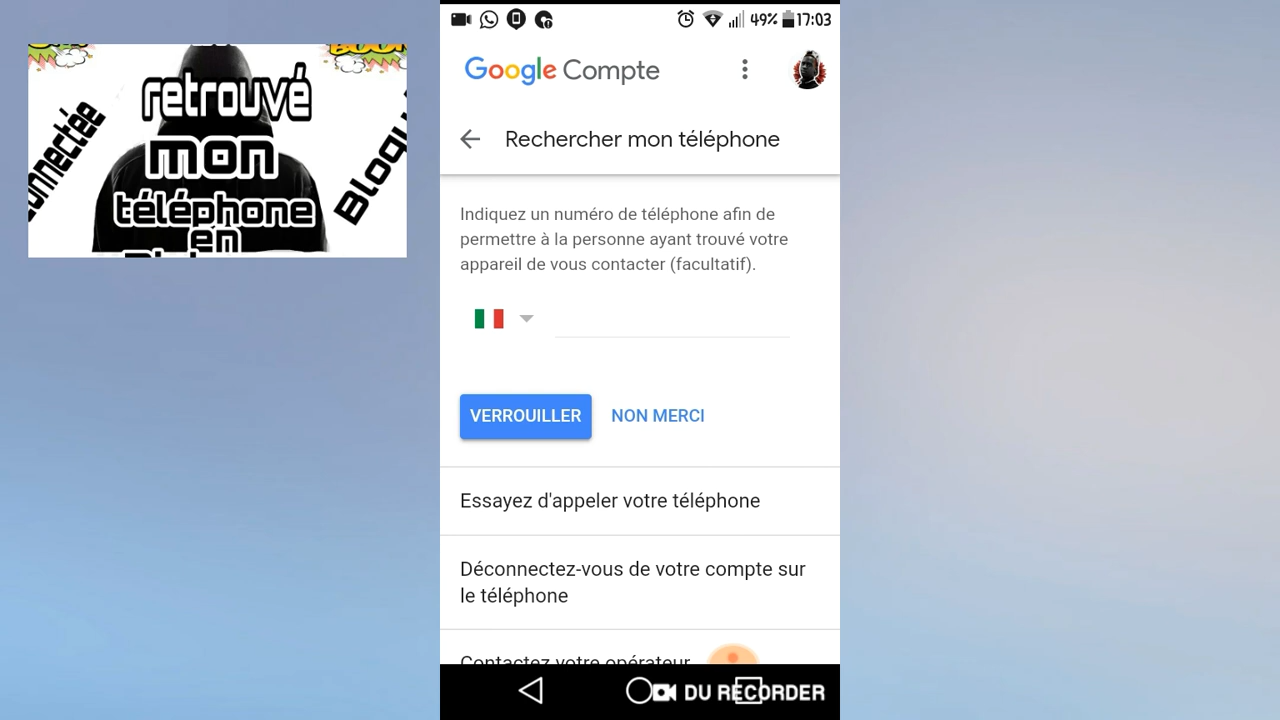 onnectée
retrouvé
mon
téléphone
en
49% 17:03
Google Compte
Rechercher mon téléphone
Indiquez un numéro de téléphone afin de
permettre à la personne ayant trouvé votre
appareil de vous contacter (facultatif).
VERROUILLER NON MERCI
Essayez d'appeler votre téléphone
Déconnectez-vous de votre compte sur
le téléphone
Contactez votre opérateur
DU RECORDER